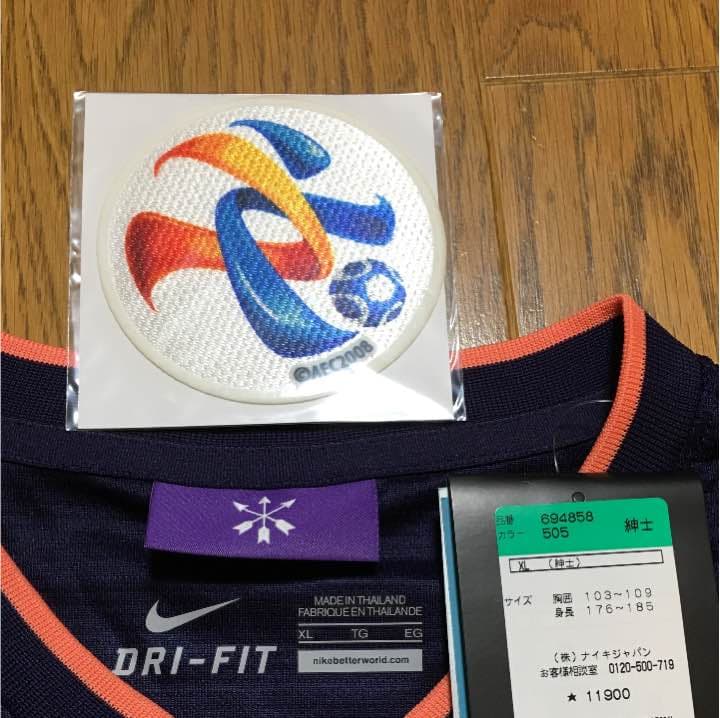 ©AFC2008
MADE IN THAILAND
FABRIQUE EN THAILANDE
XL TG EG
nikebetterworld.com
DRI-FIT
品番 694858
カラー 505 紳士
XL (紳士)
サイズ 胸囲 103~109
身長 176~185
(株) ナイキジャパン
お客様相談室 0120-500-719
★ 11900